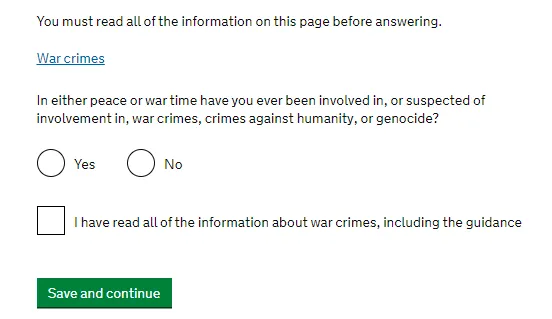 You must read all of the information on this page before answering.
War crimes
In either peace or war time have you ever been involved in, or suspected of
involvement in, war crimes, crimes against humanity, or genocide?
Yes No
I have read all of the information about war crimes, including the guidance
Save and continue